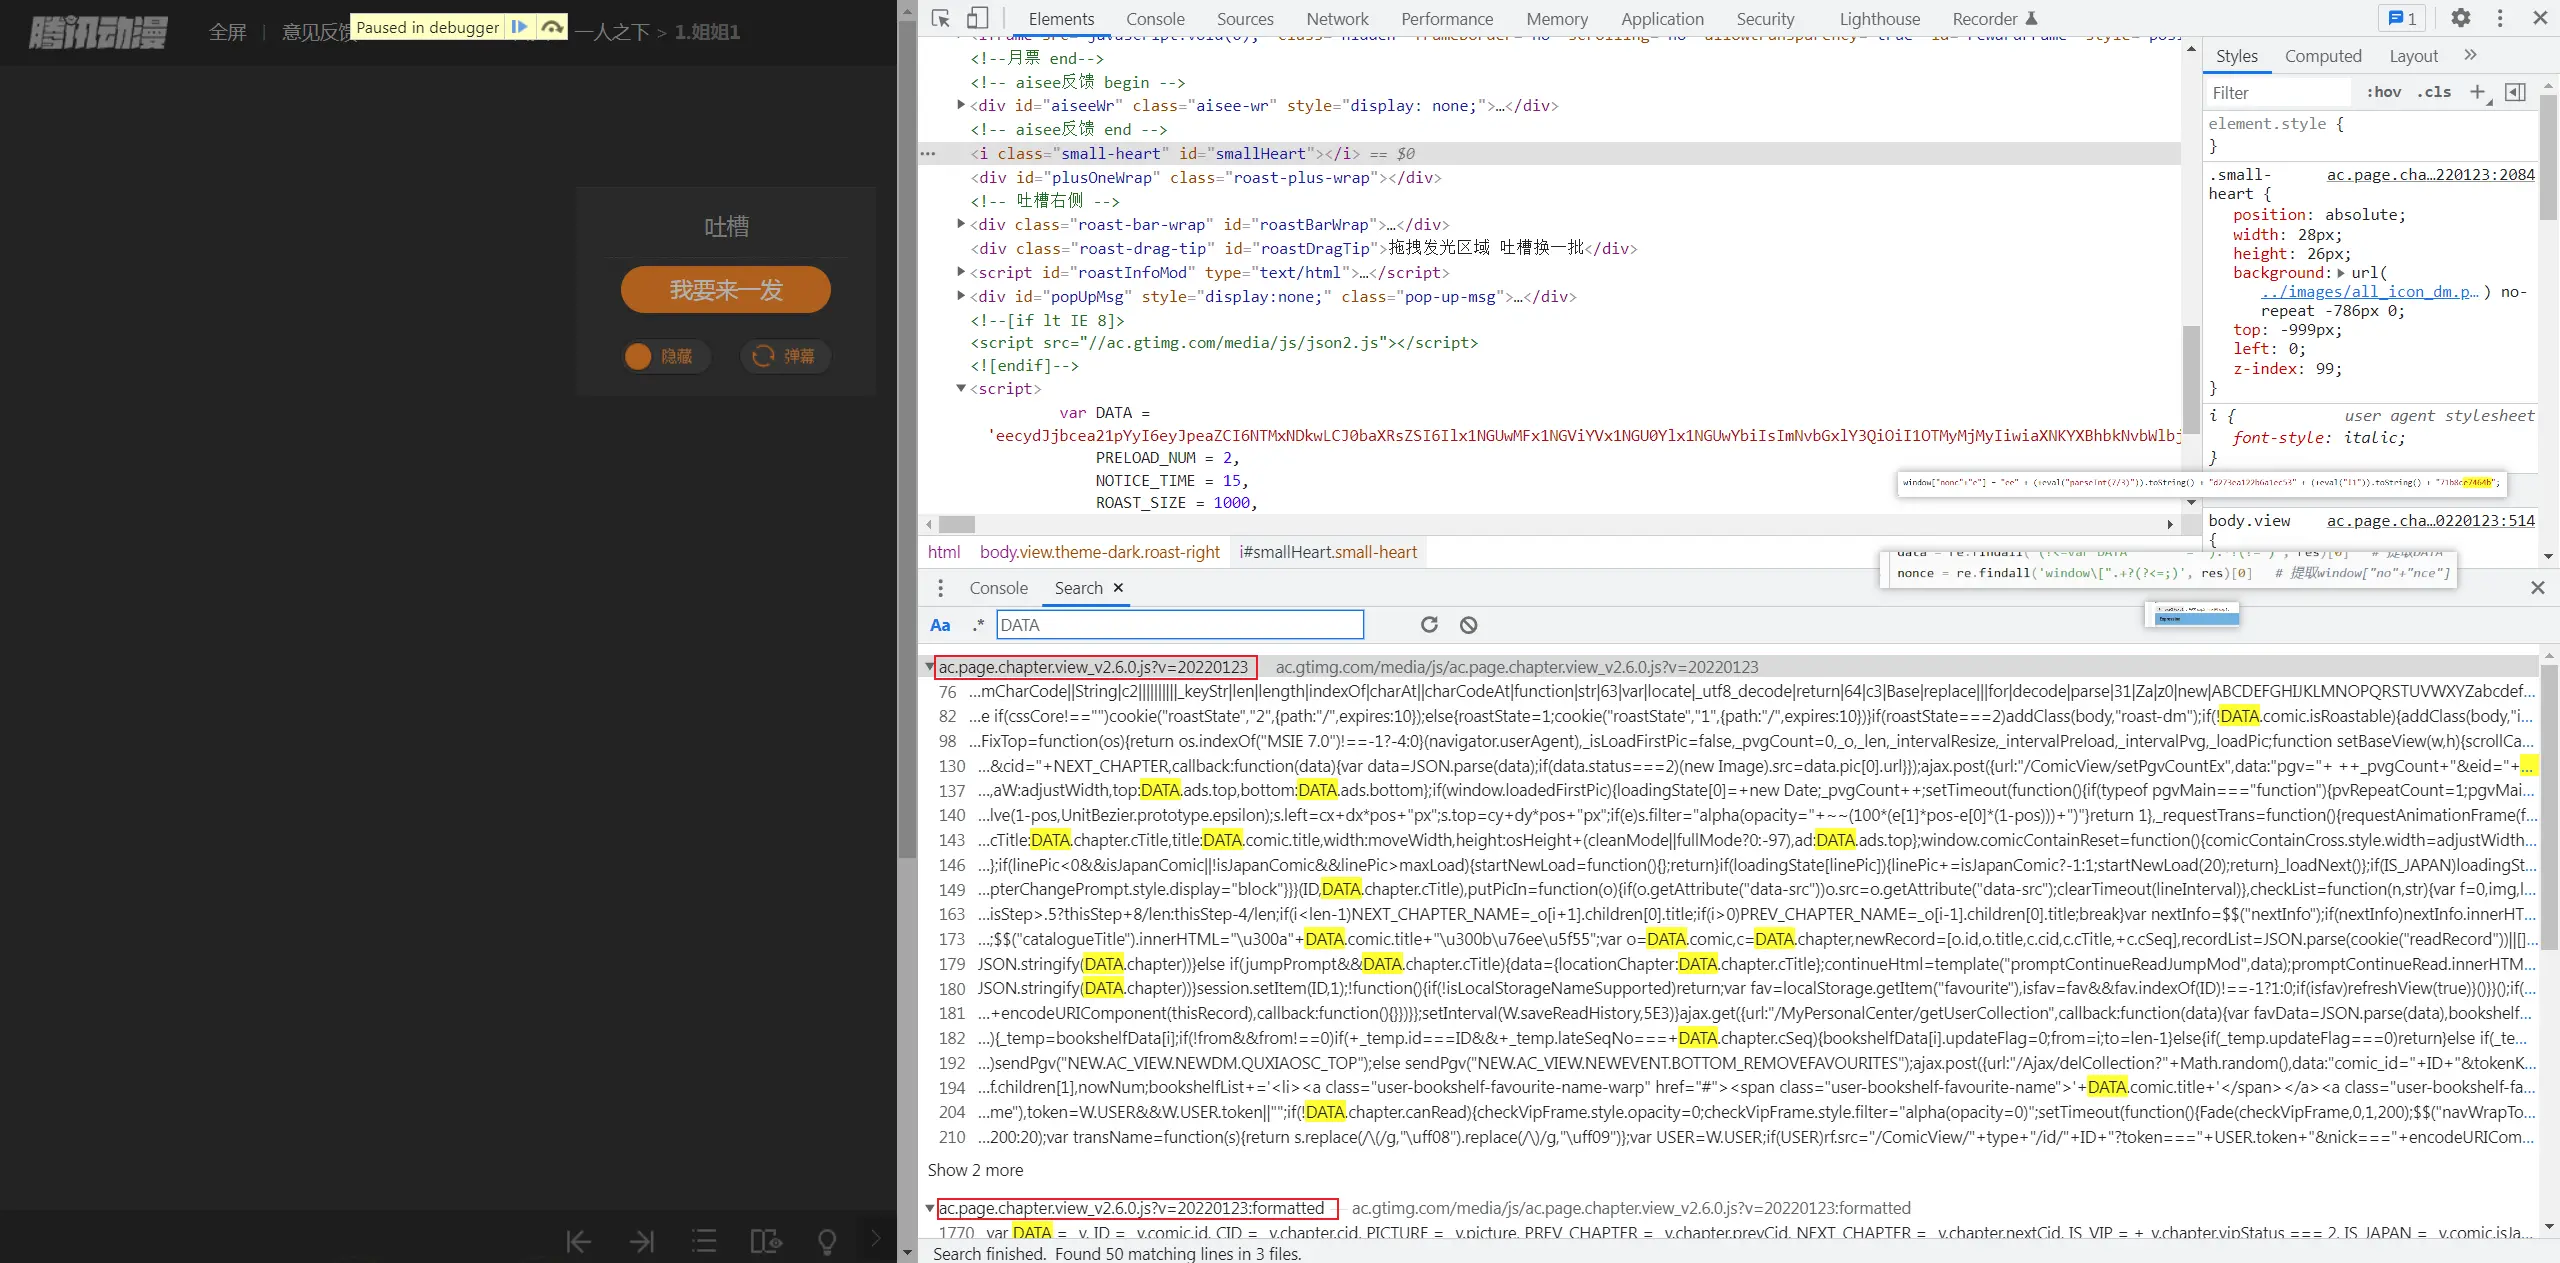 腾讯动漫
全屏 | 意见反馈
Paused in debugger
一人之下 > 1.姐姐1
吐槽
我要来一发
隐藏
弹幕
Elements Console Sources Network Performance Memory Application Security Lighthouse Recorder
1
<!--月票 end-->
<!-- aisee反馈 begin -->
<div id="aiseeWr" class="aisee-wr" style="display: none;">…</div>
<!-- aisee反馈 end -->
<i class="small-heart" id="smallHeart"></i> == $0
<div id="plusOneWrap" class="roast-plus-wrap"></div>
<!-- 吐槽右侧 -->
<div class="roast-bar-wrap" id="roastBarWrap">…</div>
<div class="roast-drag-tip" id="roastDragTip">拖拽发光区域 吐槽换一批</div>
<script id="roastInfoMod" type="text/html">…</script>
<div id="popUpMsg" style="display:none;" class="pop-up-msg">…</div>
<!--[if lt IE 8]>
<script src="//ac.gtimg.com/media/js/json2.js"></script>
<![endif]-->
<script>
var DATA =
'eecydJjbcea21pYyI6eyJpeaZCI6NTMxNDkwLCJ0baXRsZSI6Ilx1NGUwMFx1NGViYVx1NGU0Ylx1NGUwYbiIsImNvbGxlY3QiOiI1OTMyMjMyIiwiaXNKYXBhbkNvbWlbj
PRELOAD_NUM = 2,
NOTICE_TIME = 15,
ROAST_SIZE = 1000,
html body.view.theme-dark.roast-right i#smallHeart.small-heart
Styles Computed Layout
Filter :hov .cls
element.style {
}
.small-heart { ac.page.cha…220123:2084
position: absolute;
width: 28px;
height: 26px;
background: url(
../images/all_icon_dm.p…) no-
repeat -786px 0;
top: -999px;
left: 0;
z-index: 99;
}
i { user agent stylesheet
font-style: italic;
}
window["nonc"+"e"] = "ee" + (+eval("parseInt(7/3)")).toString() + "d273ea122b6a1ec53" + (+eval("!1")).toString() + "71b8ce7464b";
body.view ac.page.cha…0220123:514
{
nonce = re.findall('window\[".+?(?<=;)', res)[0] # 提取window["no"+"nce"]
Console Search
Aa .* DATA
ac.page.chapter.view_v2.6.0.js?v=20220123 ac.gtimg.com/media/js/ac.page.chapter.view_v2.6.0.js?v=20220123
76 …mCharCode||String|c2||||||||||_keyStr|len|length|indexOf|charAt||charCodeAt|function|str|63|var|locate|_utf8_decode|return|64|c3|Base|replace|||for|decode|parse|31|Za|z0|new|ABCDEFGHIJKLMNOPQRSTUVWXYZabcdef…
82 …e if(cssCore!=="")cookie("roastState","2",{path:"/",expires:10});else{roastState=1;cookie("roastState","1",{path:"/",expires:10})}if(roastState===2)addClass(body,"roast-dm");if(!DATA.comic.isRoastable){addClass(body,"i…
98 …FixTop=function(os){return os.indexOf("MSIE 7.0")!==-1?-4:0}(navigator.userAgent),_isLoadFirstPic=false,_pvgCount=0,_o,_len,_intervalResize,_intervalPreload,_intervalPvg,_loadPic;function setBaseView(w,h){scrollCa…
130 …&cid="+NEXT_CHAPTER,callback:function(data){var data=JSON.parse(data);if(data.status===2)(new Image).src=data.pic[0].url}});ajax.post({url:"/ComicView/setPgvCountEx",data:"pgv="+ ++_pvgCount+"&eid="+…
137 …,aW:adjustWidth,top:DATA.ads.top,bottom:DATA.ads.bottom};if(window.loadedFirstPic){loadingState[0]=+new Date;_pvgCount++;setTimeout(function(){if(typeof pgvMain==="function"){pvRepeatCount=1;pgvMai…
140 …lve(1-pos,UnitBezier.prototype.epsilon);s.left=cx+dx*pos+"px";s.top=cy+dy*pos+"px";if(e)s.filter="alpha(opacity="+~~(100*(e[1]*pos-e[0]*(1-pos)))+")"}return 1},_requestTrans=function(){requestAnimationFrame(f…
143 …cTitle:DATA.chapter.cTitle,title:DATA.comic.title,width:moveWidth,height:osHeight+(cleanMode||fullMode?0:-97),ad:DATA.ads.top};window.comicContainReset=function(){comicContainCross.style.width=adjustWidth…
146 …};if(linePic<0&&isJapanComic||!isJapanComic&&linePic>maxLoad){startNewLoad=function(){};return}if(loadingState[linePic]){linePic+=isJapanComic?-1:1;startNewLoad(20);return}_loadNext()};if(IS_JAPAN)loadingSt…
149 …pterChangePrompt.style.display="block"}}}(ID,DATA.chapter.cTitle),putPicIn=function(o){if(o.getAttribute("data-src"))o.src=o.getAttribute("data-src");clearTimeout(lineInterval)},checkList=function(n,str){var f=0,img,l…
163 …isStep>.5?thisStep+8/len:thisStep-4/len;if(i<len-1)NEXT_CHAPTER_NAME=_o[i+1].children[0].title;if(i>0)PREV_CHAPTER_NAME=_o[i-1].children[0].title;break}var nextInfo=$$("nextInfo");if(nextInfo)nextInfo.innerHT…
173 …;$$("catalogueTitle").innerHTML="\u300a"+DATA.comic.title+"\u300b\u76ee\u5f55";var o=DATA.comic,c=DATA.chapter,newRecord=[o.id,o.title,c.cid,c.cTitle,+c.cSeq],recordList=JSON.parse(cookie("readRecord"))||[]…
179 JSON.stringify(DATA.chapter))}else if(jumpPrompt&&DATA.chapter.cTitle){data={locationChapter:DATA.chapter.cTitle};continueHtml=template("promptContinueReadJumpMod",data);promptContinueRead.innerHTM…
180 JSON.stringify(DATA.chapter))}session.setItem(ID,1);!function(){if(!isLocalStorageNameSupported)return;var fav=localStorage.getItem("favourite"),isfav=fav&&fav.indexOf(ID)!==-1?1:0;if(isfav)refreshView(true)}()}}();if(…
181 …+encodeURIComponent(thisRecord),callback:function(){}})}};setInterval(W.saveReadHistory,5E3)}ajax.get({url:"/MyPersonalCenter/getUserCollection",callback:function(data){var favData=JSON.parse(data),bookshelf…
182 …){_temp=bookshelfData[i];if(!from&&from!==0)if(+_temp.id===ID&&+_temp.lateSeqNo===+DATA.chapter.cSeq){bookshelfData[i].updateFlag=0;from=i;to=len-1}else{if(_temp.updateFlag===0)return}else if(_te…
192 …)sendPgv("NEW.AC_VIEW.NEWDM.QUXIAOSC_TOP");else sendPgv("NEW.AC_VIEW.NEWEVENT.BOTTOM_REMOVEFAVOURITES");ajax.post({url:"/Ajax/delCollection?"+Math.random(),data:"comic_id="+ID+"&tokenK…
194 …f.children[1],nowNum;bookshelfList+='<li><a class="user-bookshelf-favourite-name-warp" href="#"><span class="user-bookshelf-favourite-name">'+DATA.comic.title+'</span></a><a class="user-bookshelf-fa…
204 …me"),token=W.USER&&W.USER.token||"";if(!DATA.chapter.canRead){checkVipFrame.style.opacity=0;checkVipFrame.style.filter="alpha(opacity=0)";setTimeout(function(){Fade(checkVipFrame,0,1,200);$$("navWrapTo…
210 …200:20);var transName=function(s){return s.replace(/\(/g,"\uff08").replace(/\)/g,"\uff09")};var USER=W.USER;if(USER)rf.src="/ComicView/"+type+"/id/"+ID+"?token==="+USER.token+"&nick==="+encodeURICom…
Show 2 more
ac.page.chapter.view_v2.6.0.js?v=20220123:formatted ac.gtimg.com/media/js/ac.page.chapter.view_v2.6.0.js?v=20220123:formatted
1770 var DATA = _v, ID = _v.comic.id, CID = _v.chapter.cid, PICTURE = _v.picture, PREV_CHAPTER = _v.chapter.prevCid, NEXT_CHAPTER = _v.chapter.nextCid, IS_VIP = +_v.chapter.vipStatus === 2, IS_JAPAN = _v.comic.isJa…
Search finished. Found 50 matching lines in 3 files.